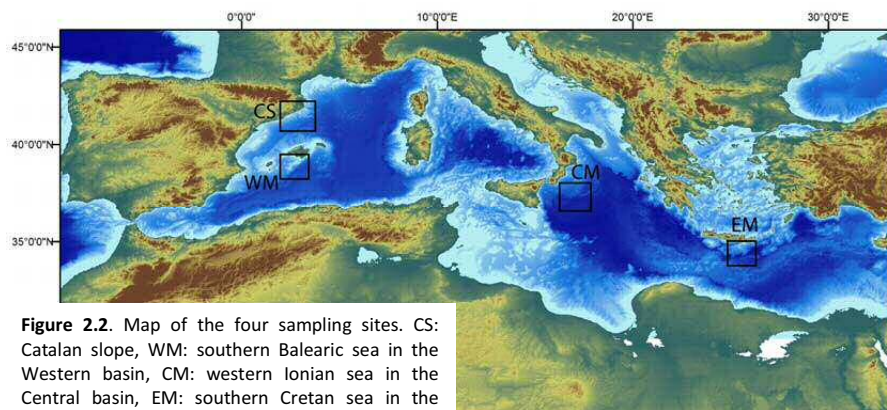 0°0'0" 10°0'0"E 20°0'0"E 30°0'0"E
45°0'0"N
CS
40°0'0"N
WM
CM
EM
35°0'0"N
Figure 2.2. Map of the four sampling sites. CS:
Catalan slope, WM: southern Balearic sea in the
Western basin, CM: western Ionian sea in the
Central basin, EM: southern Cretan sea in the